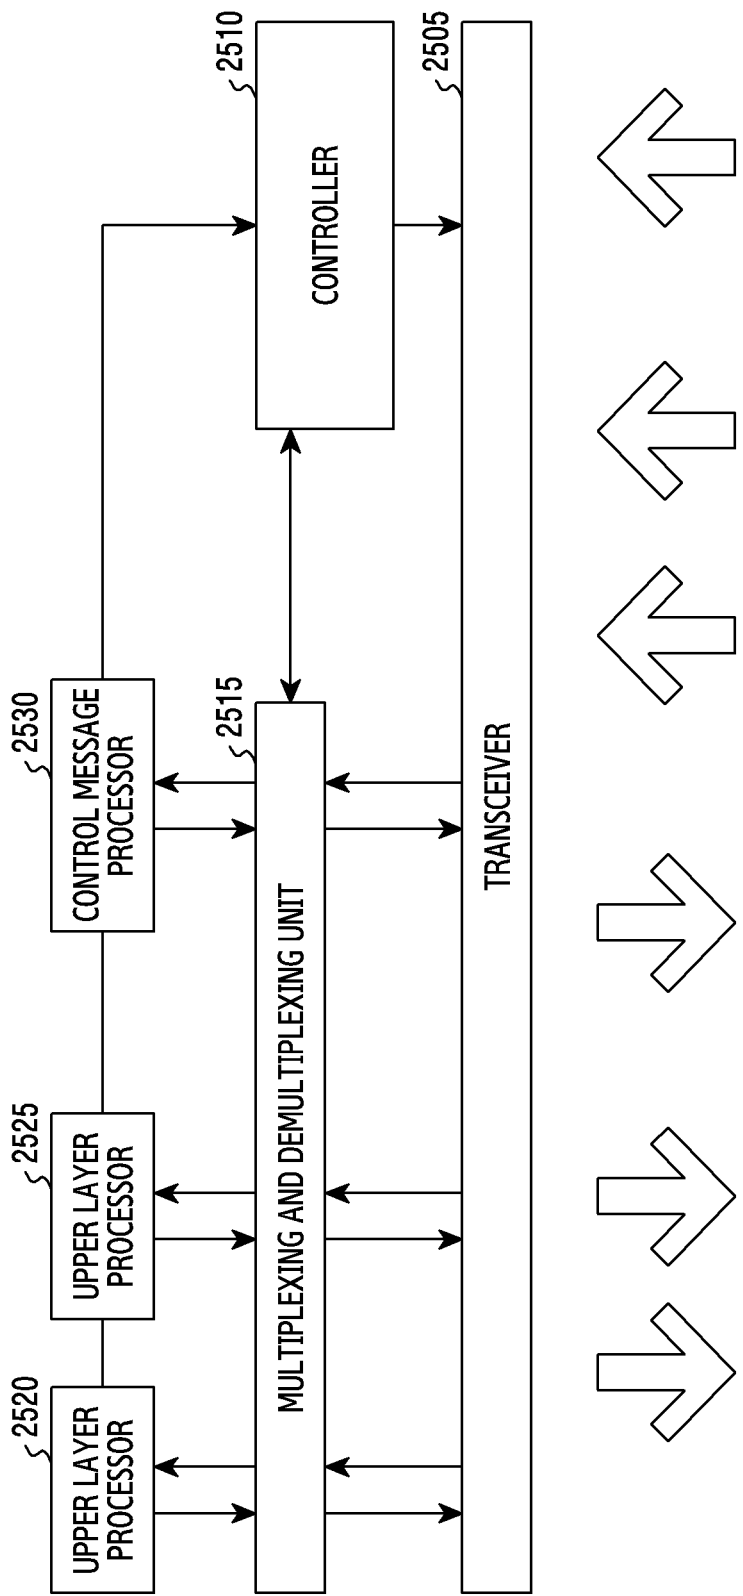 2520
UPPER LAYER
PROCESSOR
2525
UPPER LAYER
PROCESSOR
2530
CONTROL MESSAGE
PROCESSOR
2515
MULTIPLEXING AND DEMULTIPLEXING UNIT
2510
CONTROLLER
2505
TRANSCEIVER